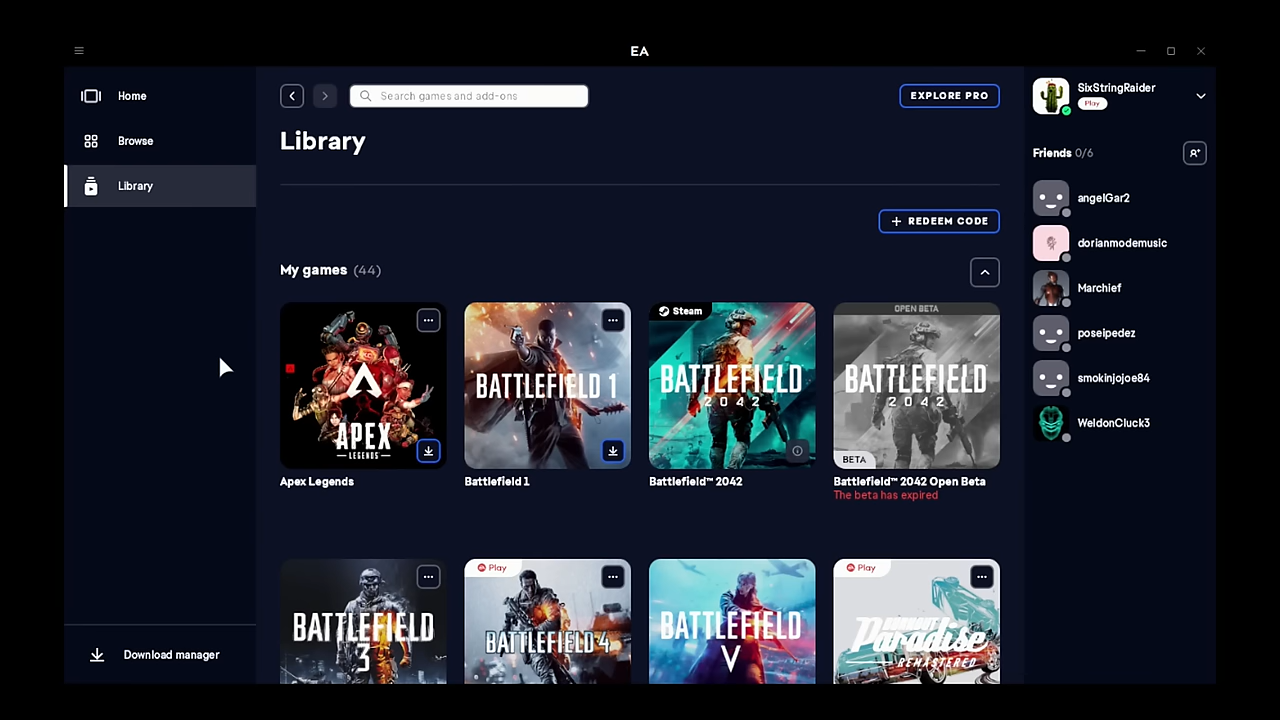 EA
Home
Browse
Library
Download manager
Search games and add-ons
EXPLORE PRO
Library
+ REDEEM CODE
My games (44)
APEX
LEGENDS
Apex Legends
BATTLEFIELD 1
Battlefield 1
Steam
BATTLEFIELD
2042
Battlefield™ 2042
OPEN BETA
BATTLEFIELD
2042
BETA
Battlefield™ 2042 Open Beta
The beta has expired
BATTLEFIELD
3
Play
BATTLEFIELD 4
BATTLEFIELD
V
Play
Paradise
REMASTERED
SixStringRaider
Play
Friends 0/6
angelGar2
dorianmodemusic
Marchief
poseipedez
smokinjojoe84
WeldonCluck3